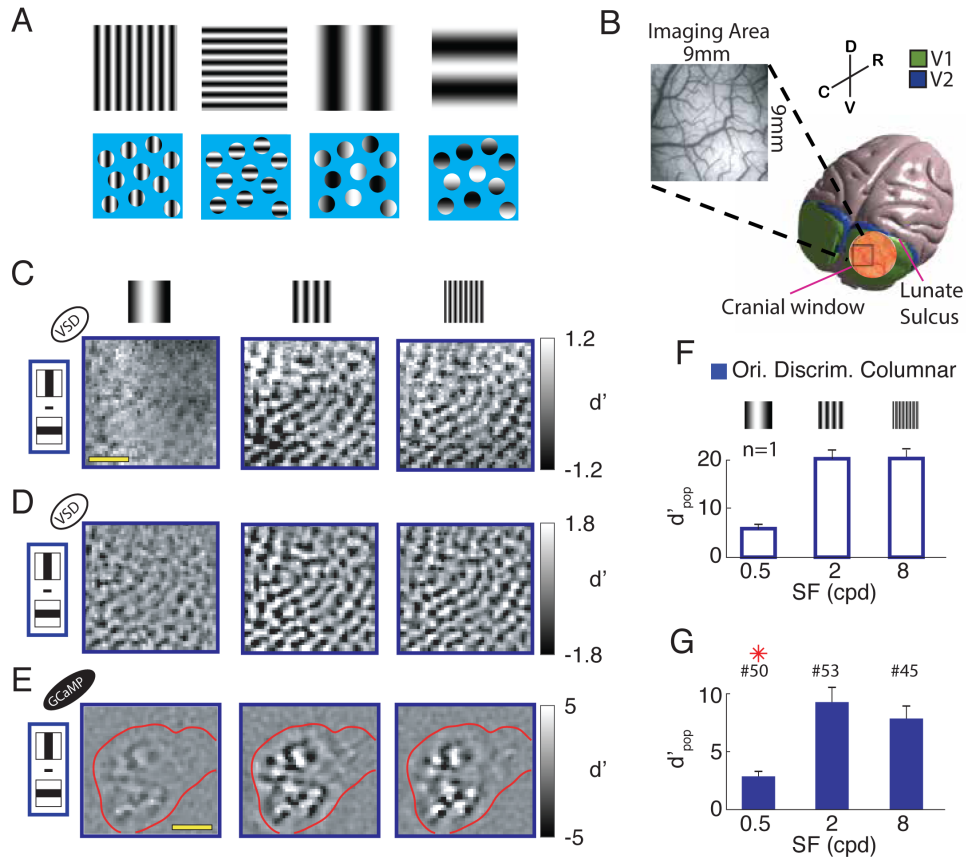 A
B
Imaging Area
9mm
9mm
D
R
C
V
V1
V2
Cranial window
Lunate
Sulcus
C
VSD
1.2
d'
-1.2
D
VSD
1.8
d'
-1.8
E
GCaMP
5
d'
-5
F
Ori. Discrim. Columnar
n=1
20
10
0
d'pop
0.5 2 8
SF (cpd)
G
#50 #53 #45
10
5
0
d'pop
0.5 2 8
SF (cpd)